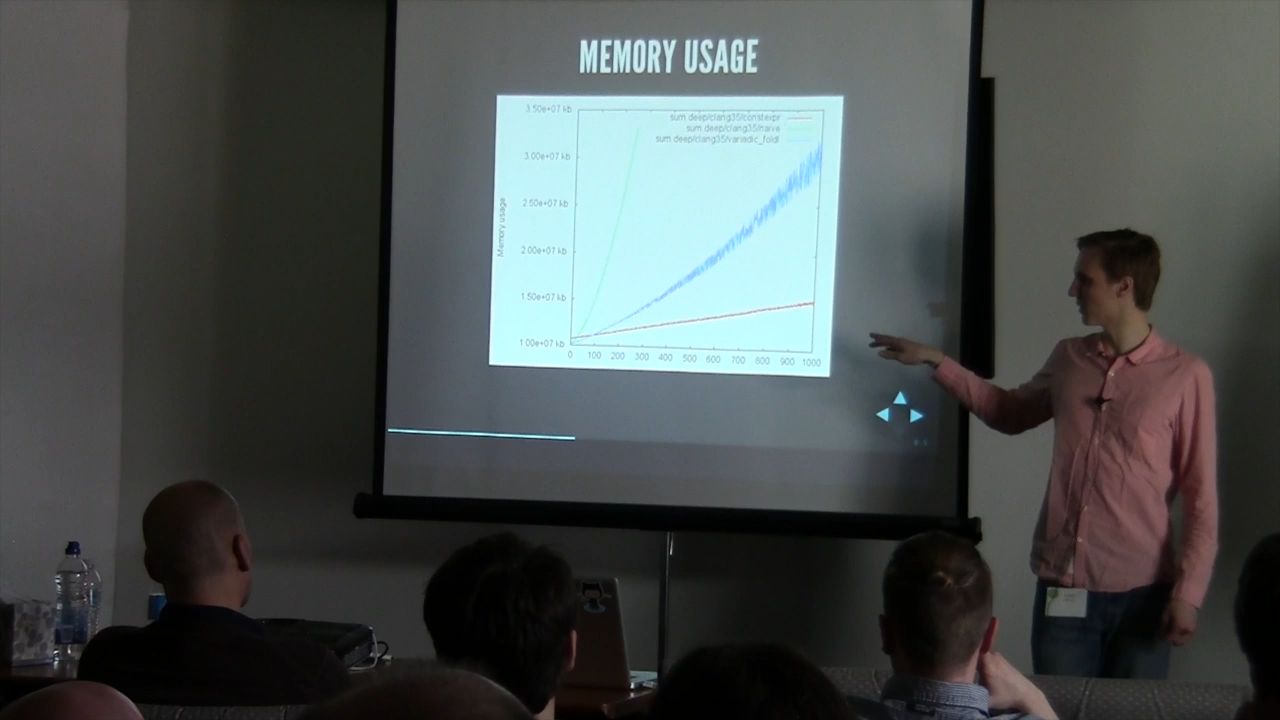 MEMORY USAGE
3.50e+07 kb
sum.deep/clang35/constexpr
sum.deep/clang35/naive
sum.deep/clang35/variadic_foldl
3.00e+07 kb
2.50e+07 kb
Memory usage
2.00e+07 kb
1.50e+07 kb
1.00e+07 kb
0 100 200 300 400 500 600 700 800 900 1000